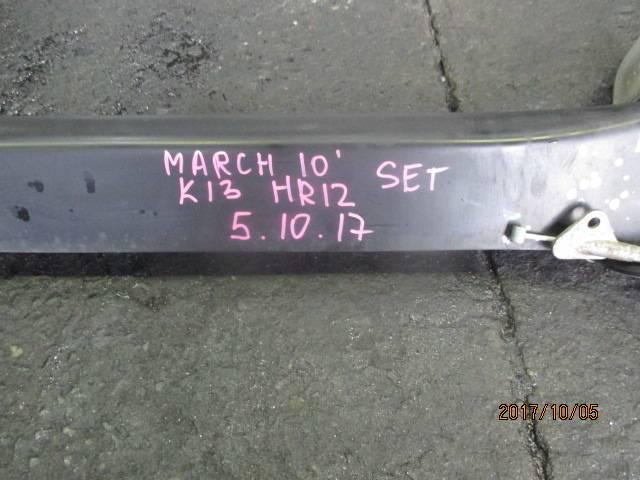 MARCH 10' SET
K13 HR12
5.10.17
2017/10/05